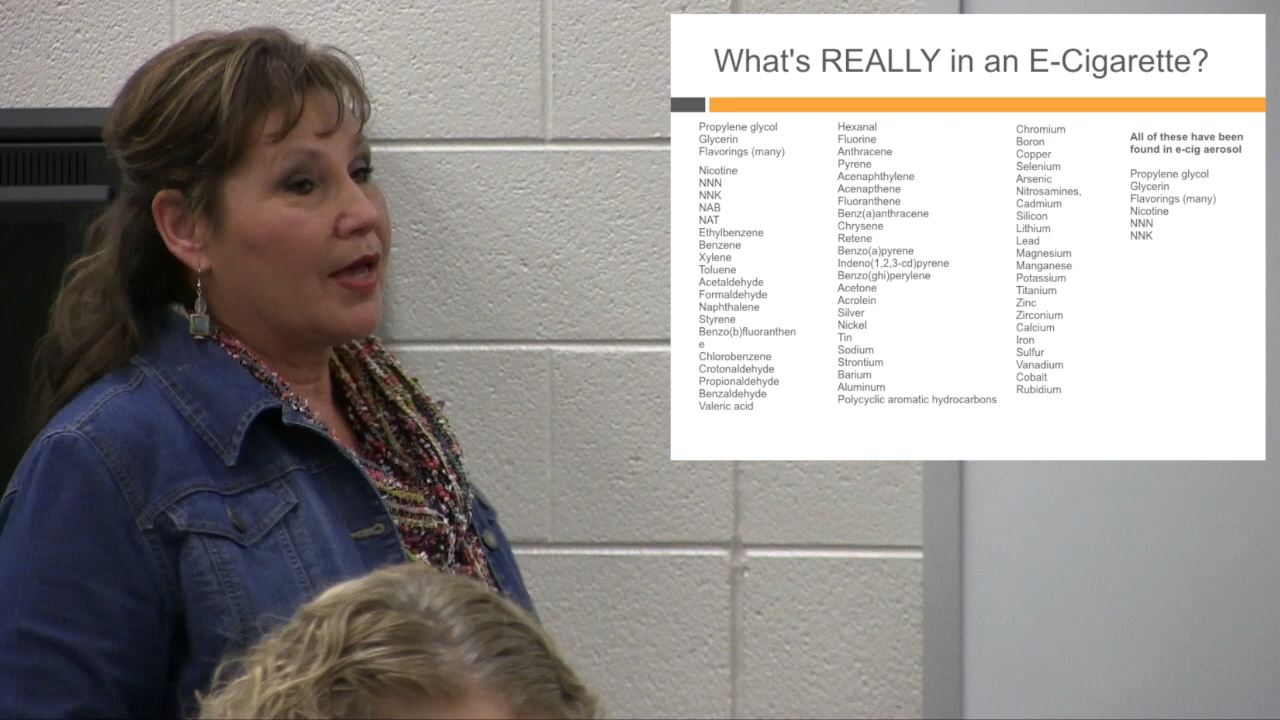 What's REALLY in an E-Cigarette?
Propylene glycol
Glycerin
Flavorings (many)
Nicotine
NNN
NNK
NAB
NAT
Ethylbenzene
Benzene
Xylene
Toluene
Acetaldehyde
Formaldehyde
Naphthalene
Styrene
Benzo(b)fluoranthen
e
Chlorobenzene
Crotonaldehyde
Propionaldehyde
Benzaldehyde
Valeric acid
Hexanal
Fluorine
Anthracene
Pyrene
Acenaphthylene
Acenapthene
Fluoranthene
Benz(a)anthracene
Chrysene
Retene
Benzo(a)pyrene
Indeno(1,2,3-cd)pyrene
Benzo(ghi)perylene
Acetone
Acrolein
Silver
Nickel
Tin
Sodium
Strontium
Barium
Aluminum
Polycyclic aromatic hydrocarbons
Chromium
Boron
Copper
Selenium
Arsenic
Nitrosamines,
Cadmium
Silicon
Lithium
Lead
Magnesium
Manganese
Potassium
Titanium
Zinc
Zirconium
Calcium
Iron
Sulfur
Vanadium
Cobalt
Rubidium
All of these have been
found in e-cig aerosol
Propylene glycol
Glycerin
Flavorings (many)
Nicotine
NNN
NNK